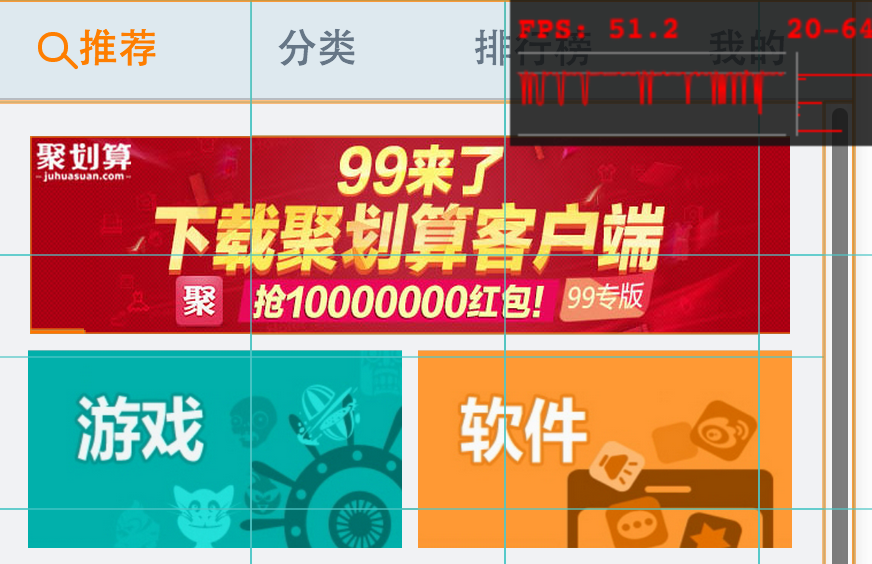 推荐 分类 排行榜 我的
FPS: 51.2 20-64
聚划算
juhuasuan.com
99来了
下载聚划算客户端
聚 抢10000000红包! 99专版
游戏 软件